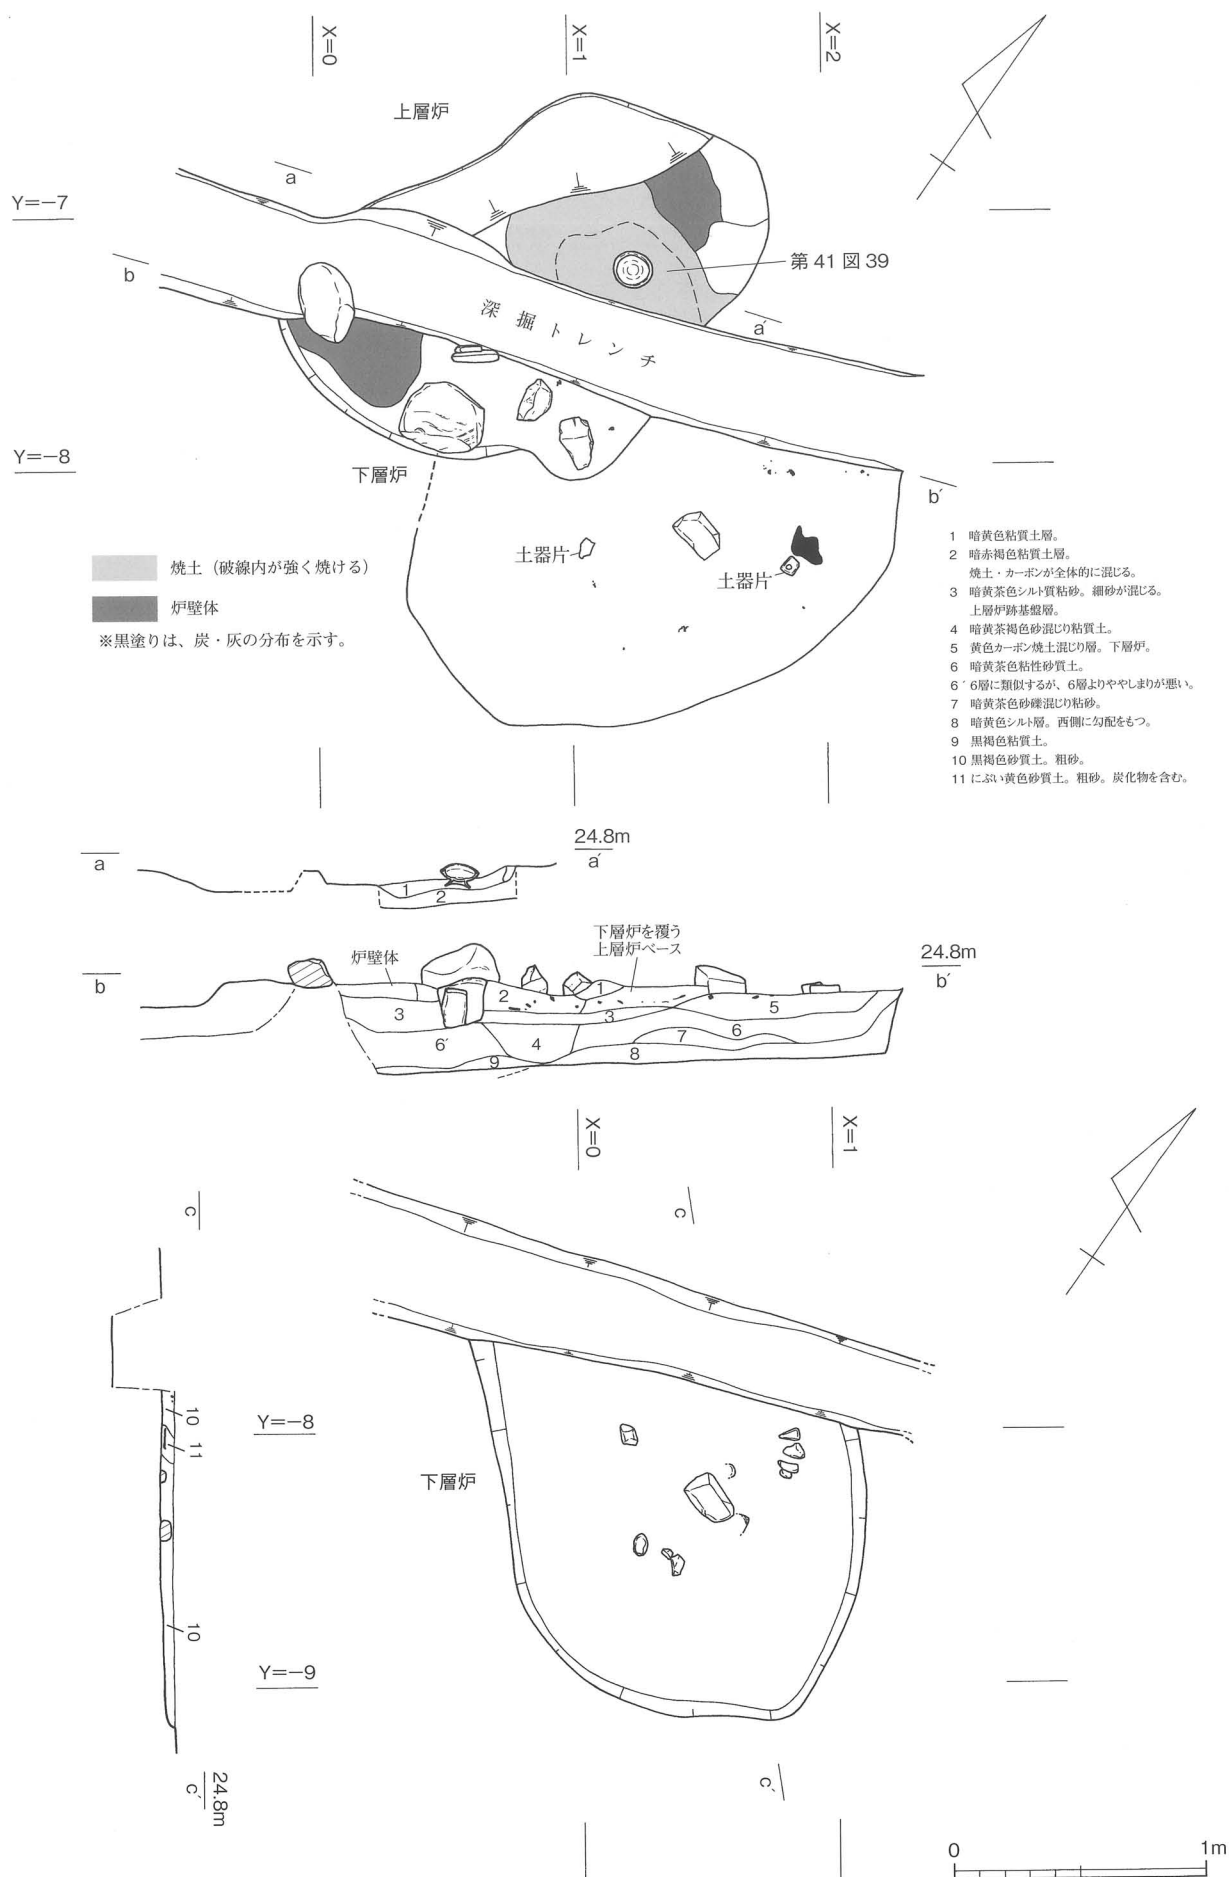 X=0
X=1
X=2
上層炉
a
Y=−7
b
第41図39
深掘トレンチ
a′
Y=−8
下層炉
b′
土器片
土器片
焼土（破線内が強く焼ける）
炉壁体
※黒塗りは、炭・灰の分布を示す。
1 暗黄色粘質土層。
2 暗赤褐色粘質土層。
焼土・カーボンが全体的に混じる。
3 暗黄茶色シルト質粘砂。細砂が混じる。
上層炉跡基盤層。
4 暗黄茶褐色砂混じり粘質土。
5 黄色カーボン焼土混じり層。下層炉。
6 暗黄茶色粘性砂質土。
6′ 6層に類似するが、6層よりややしまりが悪い。
7 暗黄茶色砂礫混じり粘砂。
8 暗黄色シルト層。西側に勾配をもつ。
9 黒褐色粘質土。
10 黒褐色砂質土。粗砂。
11 にぶい黄色砂質土。粗砂。炭化物を含む。
a
24.8m
a′
1
2
炉壁体
下層炉を覆う
上層炉ベース
b
24.8m
b′
2
1
3
3
5
6′
4
7
6
9
8
X=0
X=1
c
c
10
11
Y=−8
下層炉
10
Y=−9
c′
24.8m
c′
0
1m